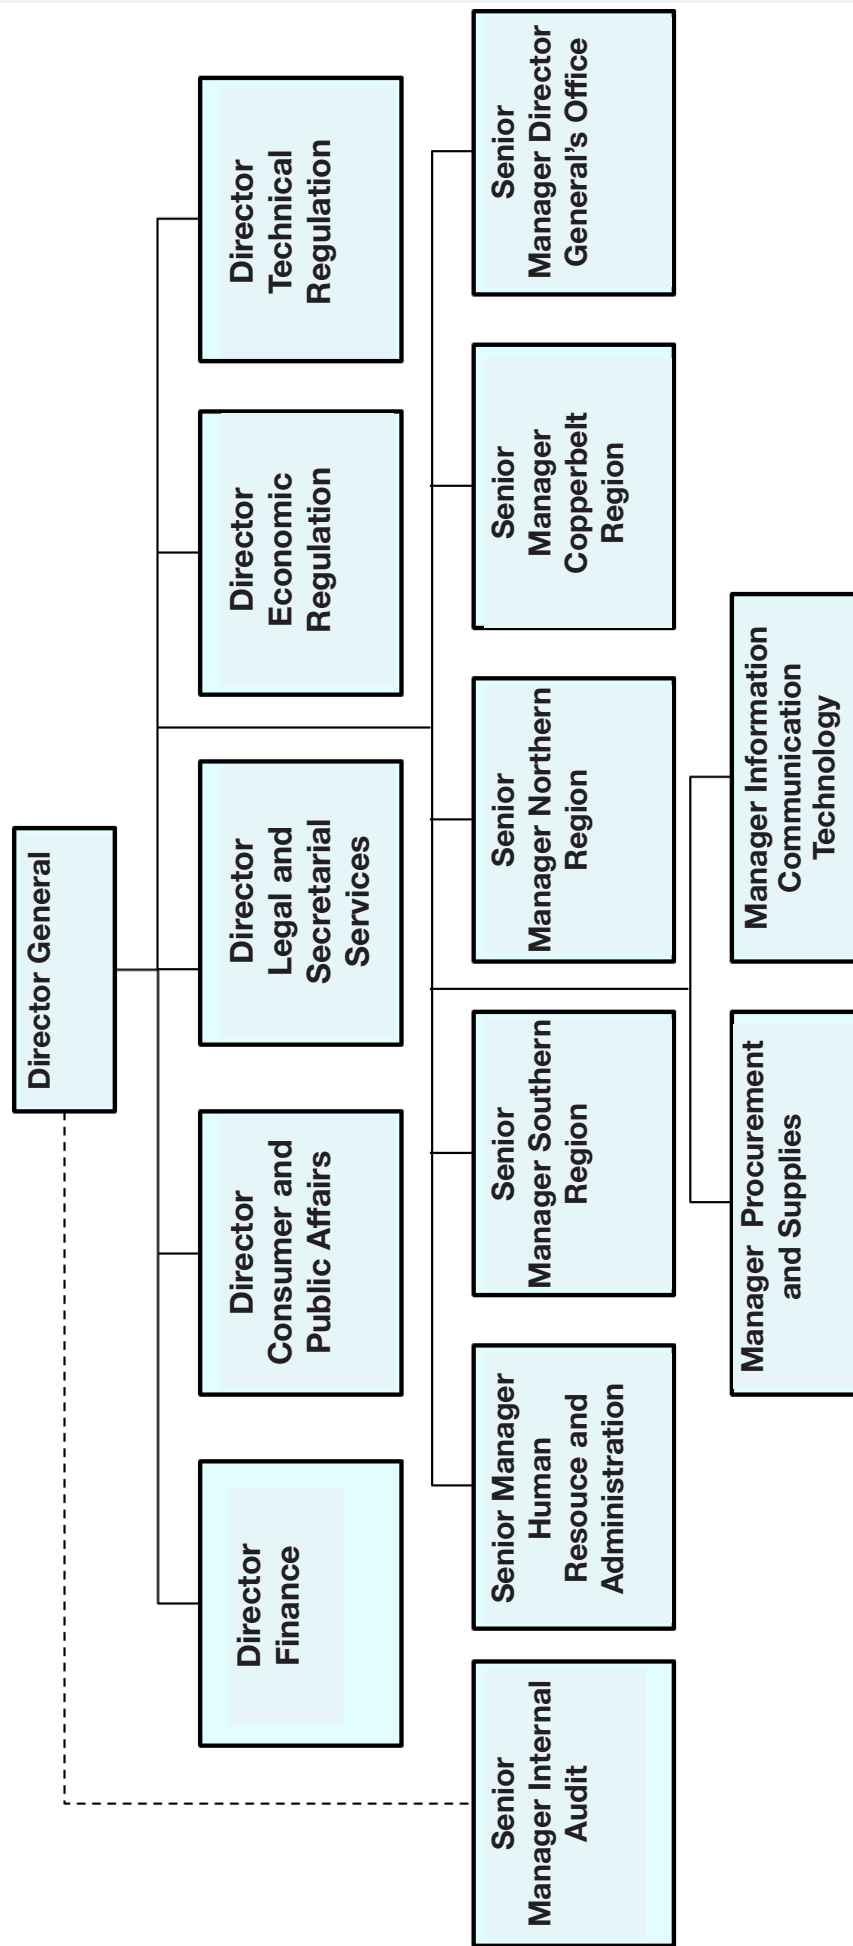 Director General
Director
Finance
Director
Consumer and
Public Affairs
Director
Legal and
Secretarial
Services
Director
Economic
Regulation
Director
Technical
Regulation
Senior
Manager Internal
Audit
Senior Manager
Human
Resouce and
Administration
Senior
Manager Southern
Region
Senior
Manager Northern
Region
Senior
Manager
Copperbelt
Region
Senior
Manager Director
General's Office
Manager Procurement
and Supplies
Manager Information
Communication
Technology